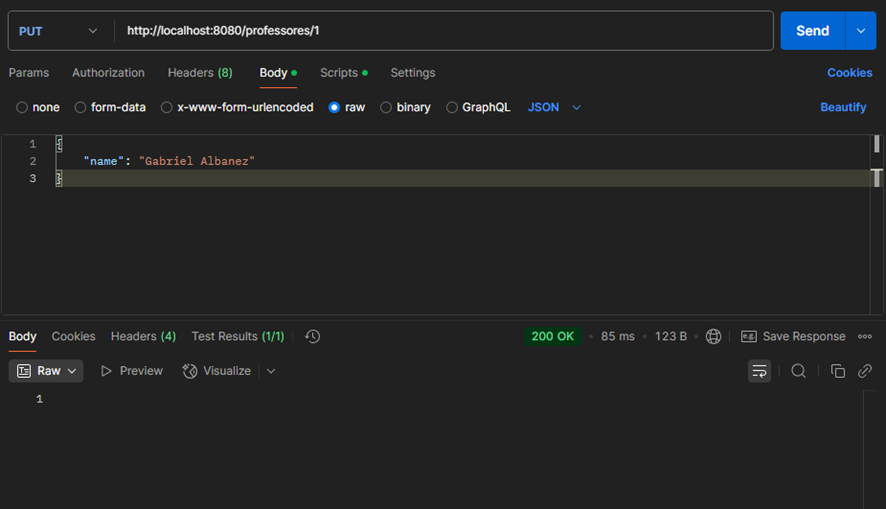 PUT http://localhost:8080/professores/1 Send
Params Authorization Headers (8) Body Scripts Settings Cookies
none form-data x-www-form-urlencoded raw binary GraphQL JSON Beautify
1 {
2 "name": "Gabriel Albanez"
3 }
Body Cookies Headers (4) Test Results (1/1) 200 OK 85 ms 123 B e.g. Save Response
Raw Preview Visualize
1